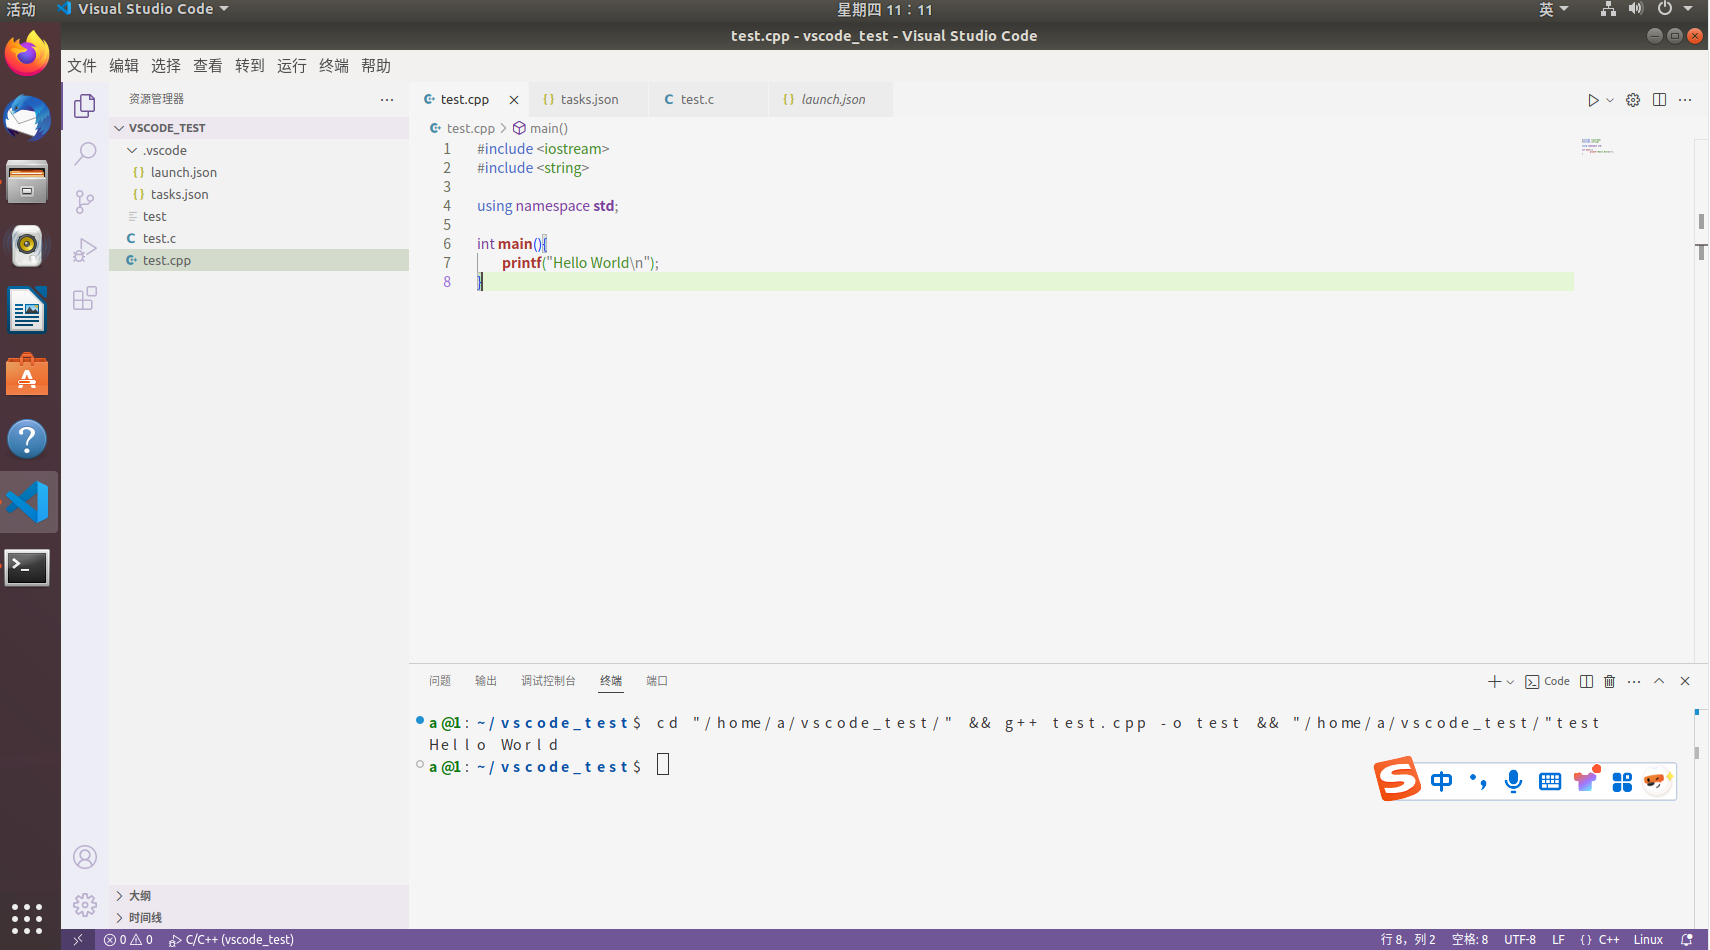 活动 Visual Studio Code 星期四 11：11 英
test.cpp - vscode_test - Visual Studio Code
文件 编辑 选择 查看 转到 运行 终端 帮助
资源管理器
VSCODE_TEST
.vscode
launch.json
tasks.json
test
test.c
test.cpp
大纲
时间线
test.cpp tasks.json test.c launch.json
test.cpp main()
1 #include <iostream>
2 #include <string>
3
4 using namespace std;
5
6 int main(){
7 printf("Hello World\n");
8 }
问题 输出 调试控制台 终端 端口 Code
a@1:~/vscode_test$ cd "/home/a/vscode_test/" && g++ test.cpp -o test && "/home/a/vscode_test/"test
Hello World
a@1:~/vscode_test$
中
0 0 C/C++ (vscode_test) 行 8，列 2 空格: 8 UTF-8 LF {} C++ Linux